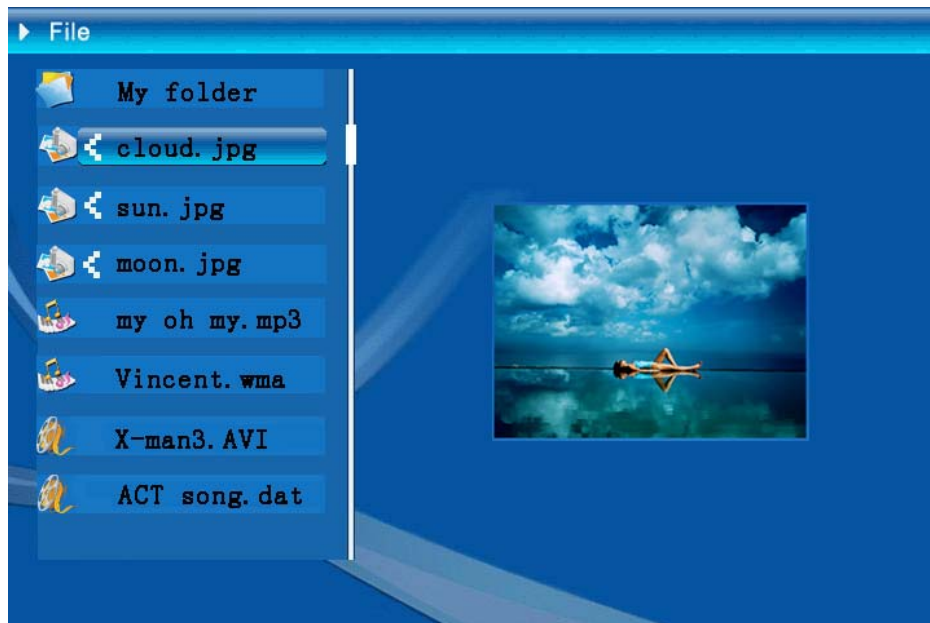 File
My folder
cloud. jpg
sun. jpg
moon. jpg
my oh my. mp3
Vincent. wma
X-man3. AVI
ACT song. dat